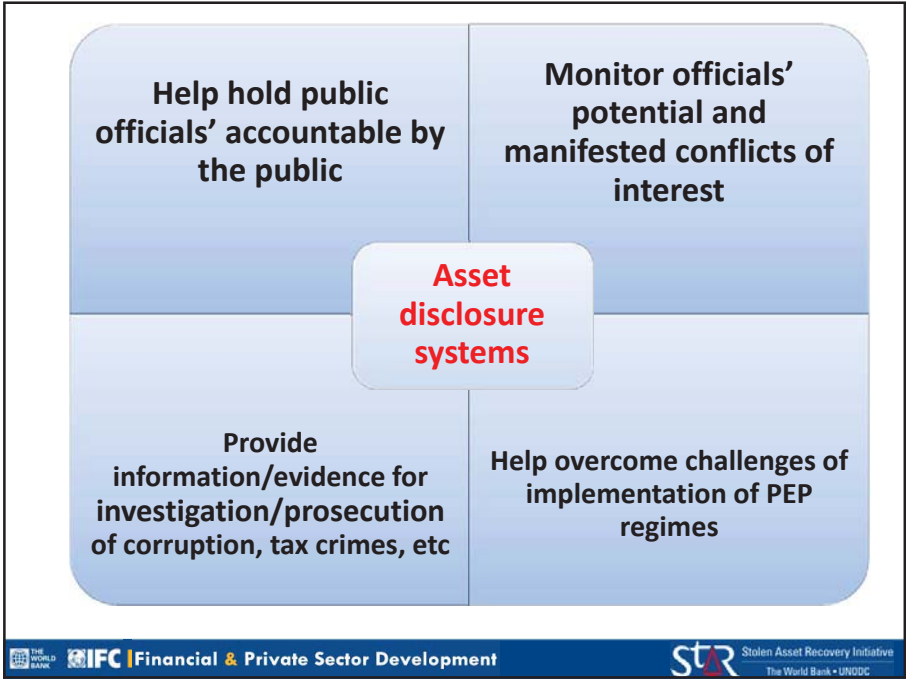 Help hold public
officials’ accountable by
the public
Monitor officials’
potential and
manifested conflicts of
interest
Asset
disclosure
systems
Provide
information/evidence for
investigation/prosecution
of corruption, tax crimes, etc
Help overcome challenges of
implementation of PEP
regimes
THE
WORLD
BANK
IFC Financial & Private Sector Development
StAR
Stolen Asset Recovery Initiative
The World Bank • UNODC